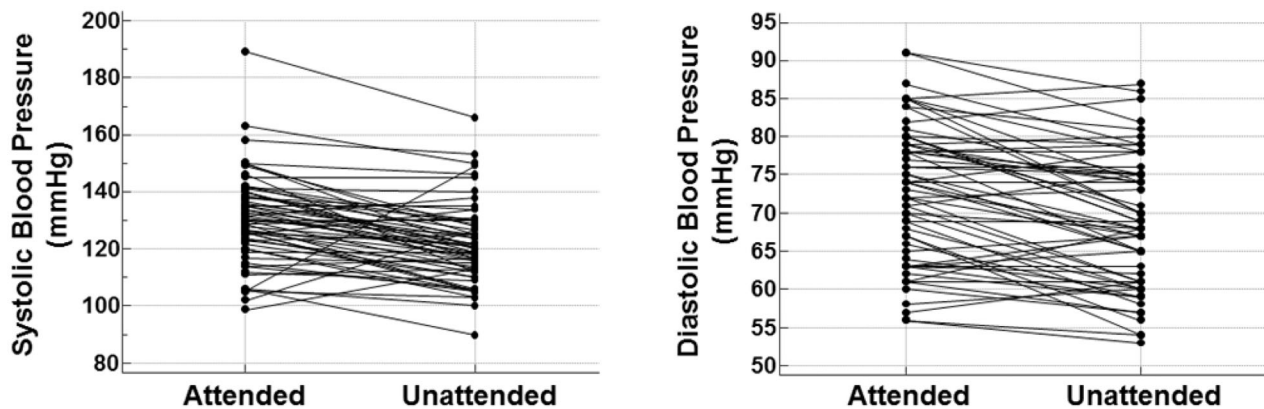 Systolic Blood Pressure
(mmHg)
200
180
160
140
120
100
80
Attended
Unattended
Diastolic Blood Pressure
(mmHg)
95
90
85
80
75
70
65
60
55
50
Attended
Unattended